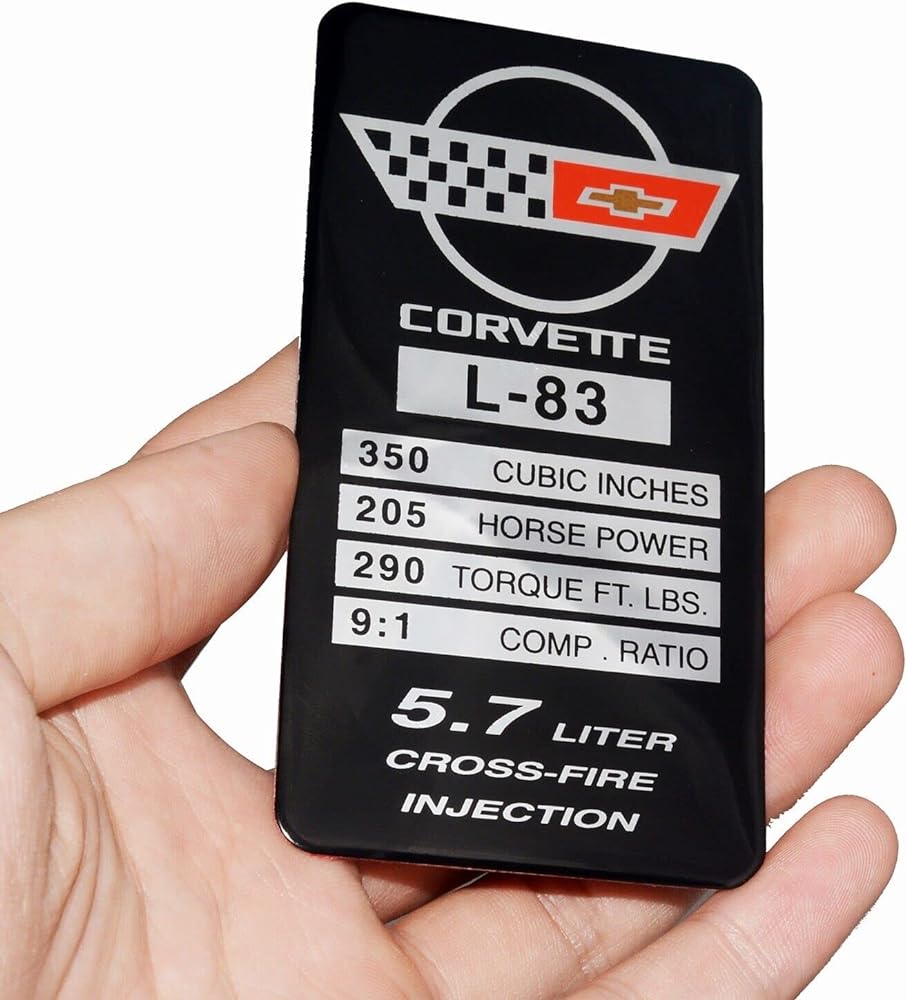 CORVETTE
L-83
350 CUBIC INCHES
205 HORSE POWER
290 TORQUE FT. LBS.
9:1 COMP . RATIO
5.7 LITER
CROSS-FIRE
INJECTION